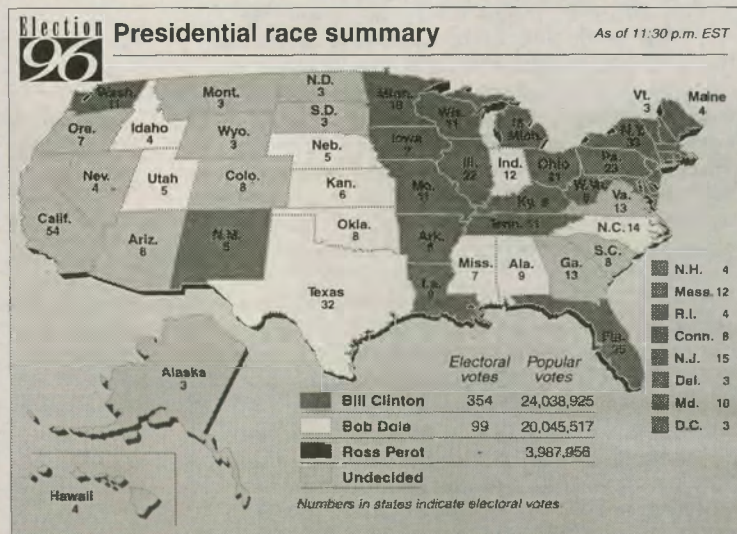 Election
96
Presidential race summary
As of 11:30 p.m. EST
Wash.
11
Ore.
7
Calif.
54
Nev.
4
Idaho
4
Mont.
3
Wyo.
3
Utah
5
Ariz.
6
Colo.
8
N.M.
5
N.D.
3
S.D.
3
Neb.
5
Kan.
6
Okla.
8
Texas
32
Minn.
10
Iowa
7
Mo.
11
Ark.
6
La.
9
Wis.
11
Ill.
22
18
Mich.
Ind.
12
Ohio
21
Ky. 8
Tenn. 11
Miss.
7
Ala.
9
Ga.
13
Fla.
25
S.C.
8
N.C. 14
Va.
13
W.Va.
Pa.
23
N.Y.
33
Vt.
3
Maine
4
N.H. 4
Mass. 12
R.I. 4
Conn. 8
N.J. 15
Del. 3
Md. 10
D.C. 3
Alaska
3
Hawaii
4
Electoral votes Popular votes
Bill Clinton 354 24,038,925
Bob Dole 99 20,045,517
Ross Perot - 3,987,956
Undecided
Numbers in states indicate electoral votes